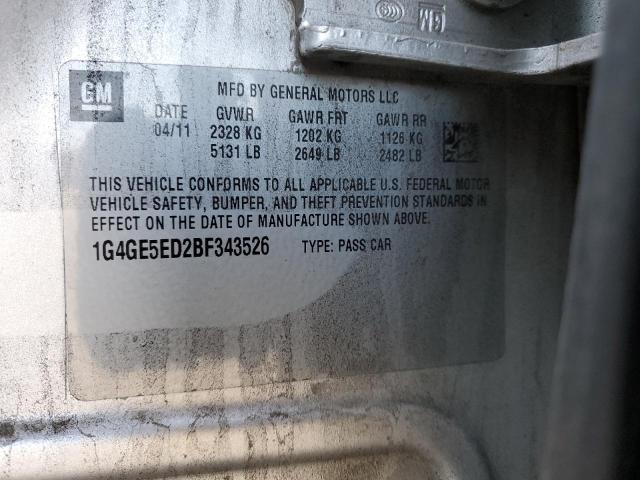 GM
GM
MFD BY GENERAL MOTORS LLC
DATE GVWR GAWR FRT GAWR RR
04/11 2328 KG 1202 KG 1126 KG
5131 LB 2649 LB 2482 LB
THIS VEHICLE CONFORMS TO ALL APPLICABLE U.S. FEDERAL MOTOR
VEHICLE SAFETY, BUMPER, AND THEFT PREVENTION STANDARDS IN
EFFECT ON THE DATE OF MANUFACTURE SHOWN ABOVE.
1G4GE5ED2BF343526 TYPE: PASS CAR